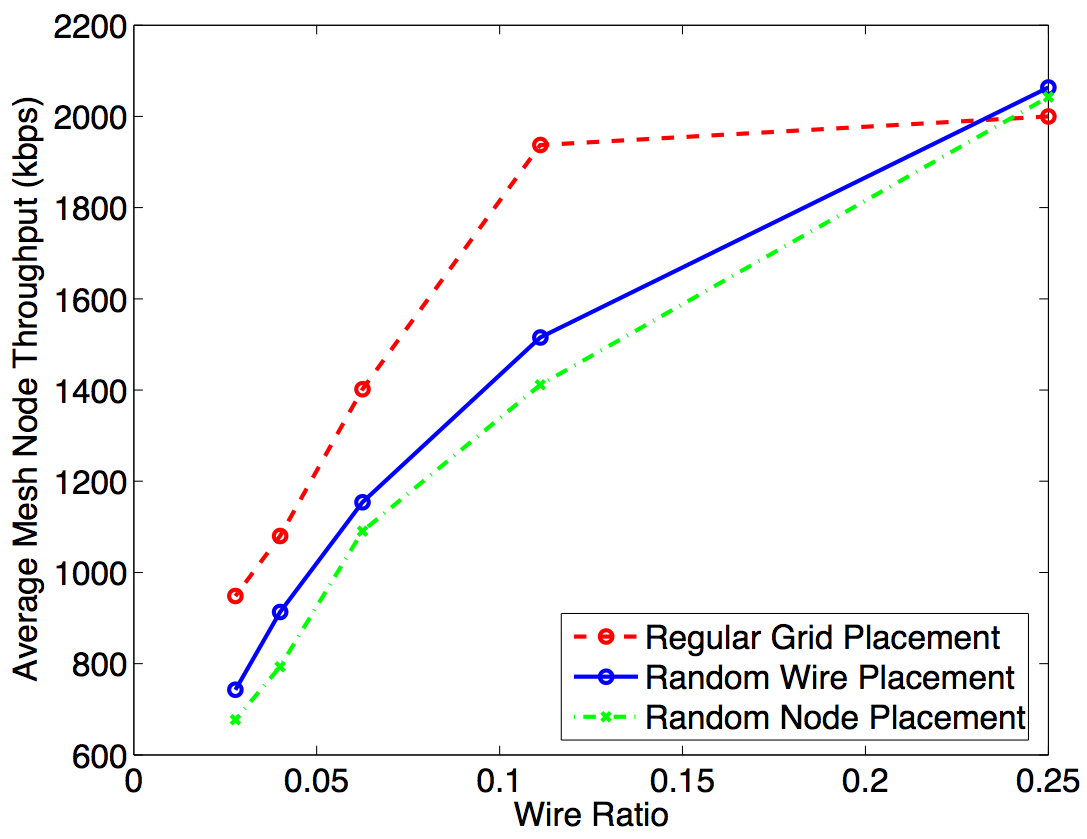 2200
2000
1800
1600
1400
1200
1000
800
600
Average Mesh Node Throughput (kbps)
Regular Grid Placement
Random Wire Placement
Random Node Placement
0 0.05 0.1 0.15 0.2 0.25
Wire Ratio